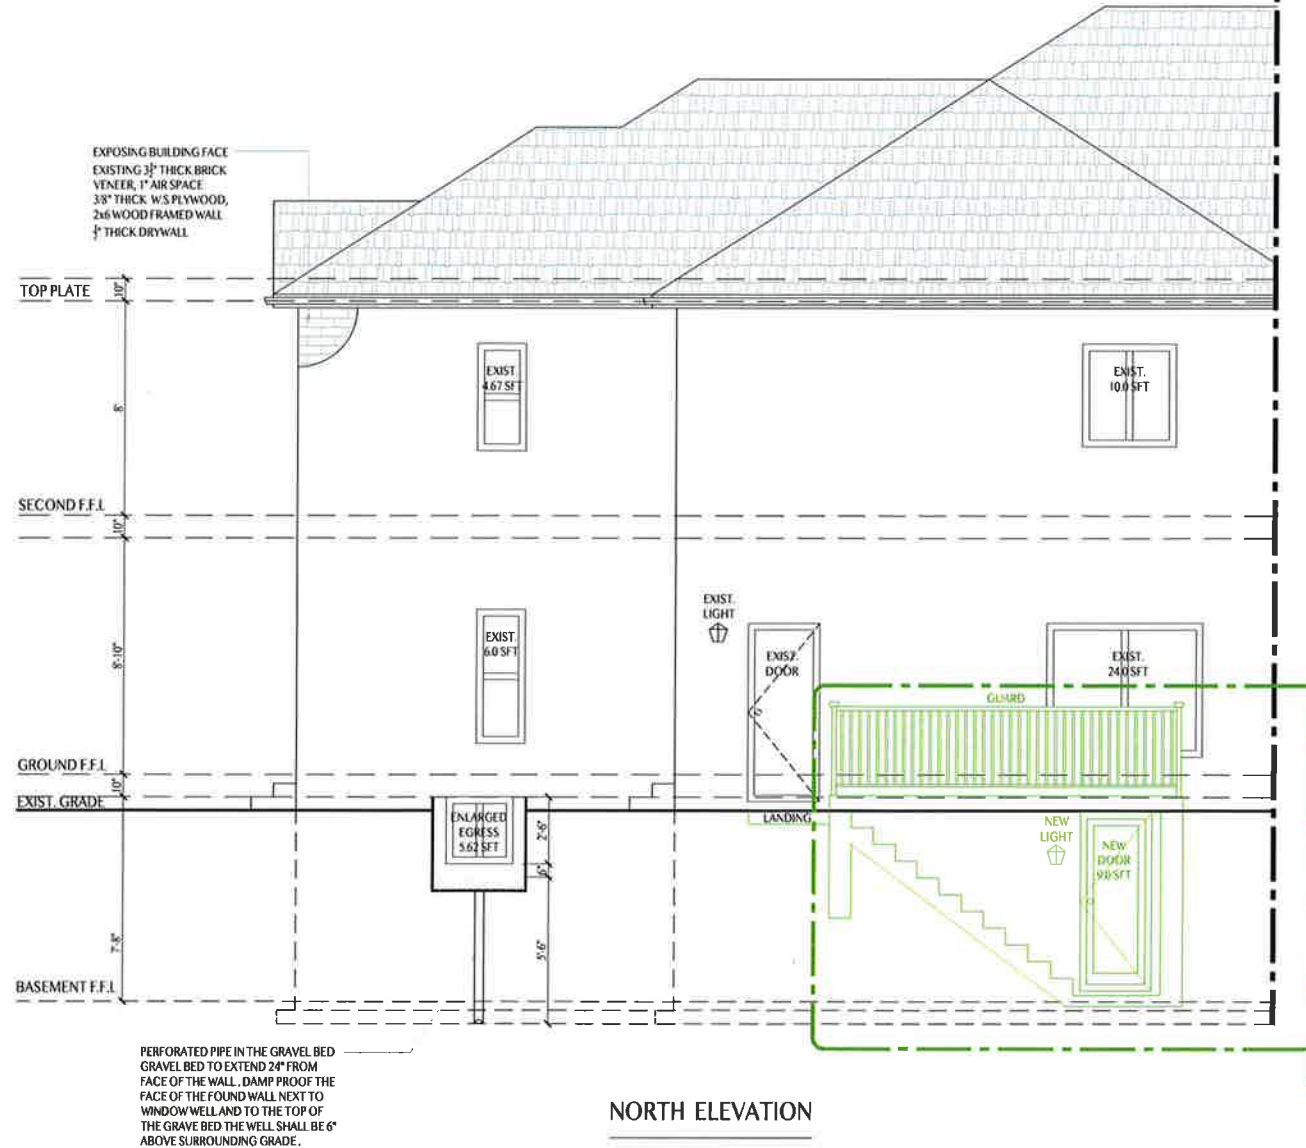 EXPOSING BUILDING FACE
EXISTING 3½" THICK BRICK
VENEER, 1" AIR SPACE
3/8" THICK W.S PLYWOOD,
2x6 WOOD FRAMED WALL
½" THICK DRYWALL
TOP PLATE
10"
8'
EXIST.
4.67 SFT
EXIST.
10.0 SFT
SECOND F.F.L
10"
8'-10"
EXIST.
6.0 SFT
EXIST.
LIGHT
EXIST.
DOOR
EXIST.
24.0 SFT
GUARD
GROUND F.F.L
10"
EXIST. GRADE
ENLARGED
EGRESS
5.62 SFT
2'-6"
6"
5'-6"
LANDING
NEW
LIGHT
NEW
DOOR
9.0 SFT
7'-8"
BASEMENT F.F.L
PERFORATED PIPE IN THE GRAVEL BED
GRAVEL BED TO EXTEND 24" FROM
FACE OF THE WALL. DAMP PROOF THE
FACE OF THE FOUND WALL NEXT TO
WINDOW WELL AND TO THE TOP OF
THE GRAVE BED THE WELL SHALL BE 6"
ABOVE SURROUNDING GRADE.
NORTH ELEVATION